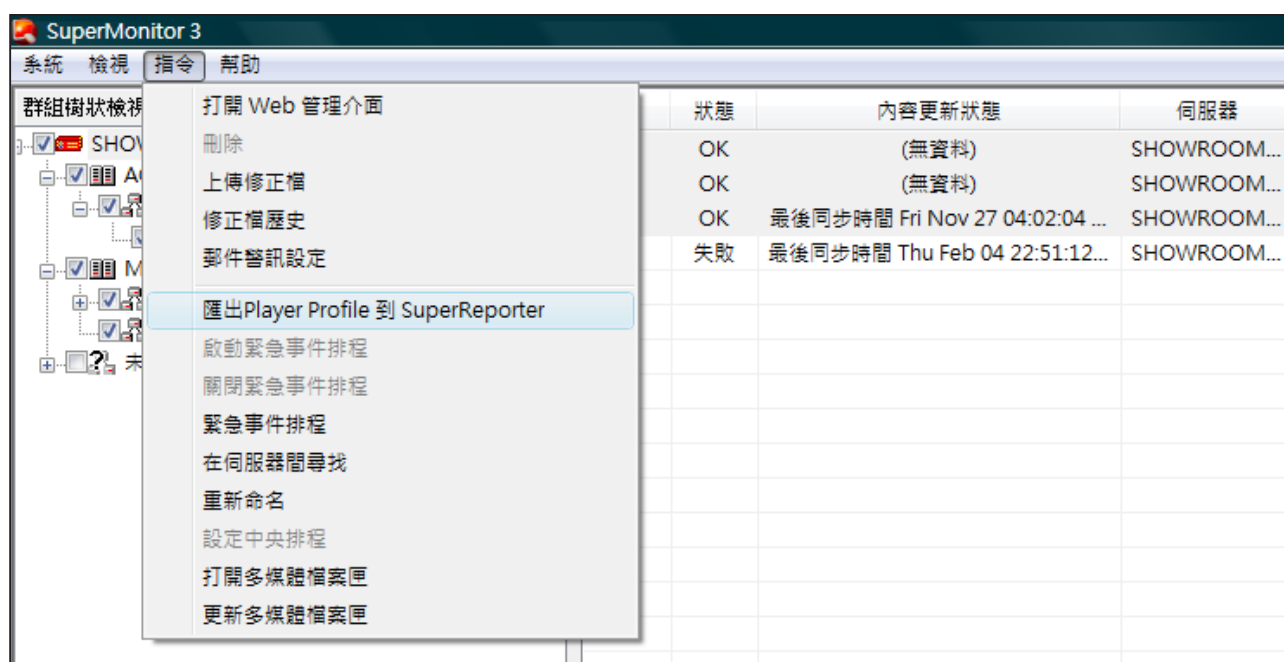 SuperMonitor 3
系統 檢視 指令 幫助
群組樹狀檢視
狀態 內容更新狀態 伺服器
打開 Web 管理介面
刪除
上傳修正檔
修正檔歷史
郵件警訊設定
匯出Player Profile 到 SuperReporter
啟動緊急事件排程
關閉緊急事件排程
緊急事件排程
在伺服器間尋找
重新命名
設定中央排程
打開多媒體檔案匣
更新多媒體檔案匣
OK (無資料) SHOWROOM...
OK (無資料) SHOWROOM...
OK 最後同步時間 Fri Nov 27 04:02:04 ... SHOWROOM...
失敗 最後同步時間 Thu Feb 04 22:51:12... SHOWROOM...